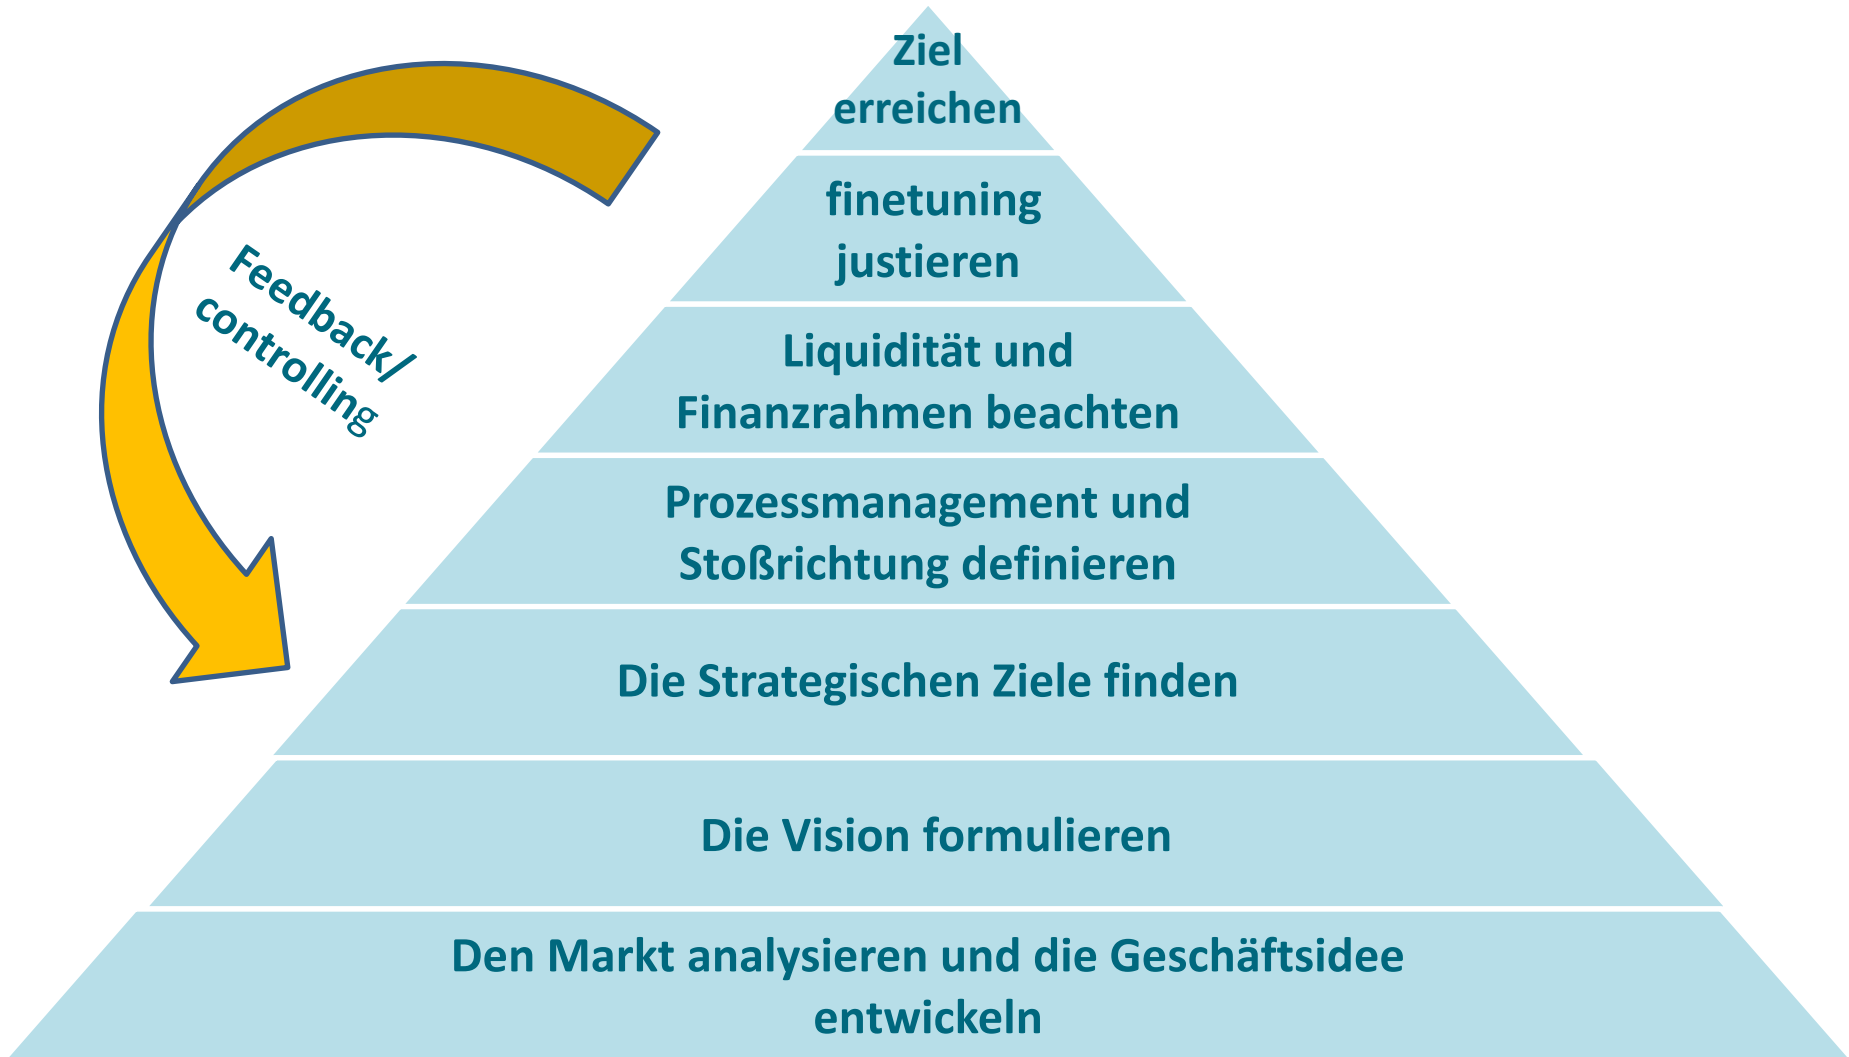 Ziel
erreichen
finetuning
justieren
Feedback/
controlling
Liquidität und
Finanzrahmen beachten
Prozessmanagement und
Stoßrichtung definieren
Die Strategischen Ziele finden
Die Vision formulieren
Den Markt analysieren und die Geschäftsidee
entwickeln